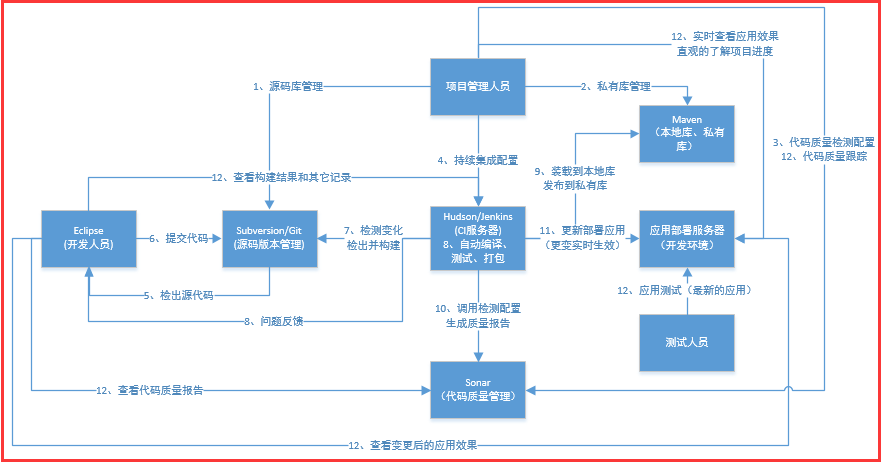 12、实时查看应用效果
直观的了解项目进度
1、源码库管理
项目管理人员
2、私有库管理
Maven
（本地库、私有
库）
3、代码质量检测配置
12、代码质量跟踪
4、持续集成配置
9、装载到本地库
发布到私有库
12、查看构建结果和其它记录
Eclipse
(开发人员)
6、提交代码
Subversion/Git
(源码版本管理)
7、检测变化
检出并构建
Hudson/Jenkins
(CI服务器)
8、自动编译、
测试、打包
11、更新部署应用
（更变实时生效）
应用部署服务器
（开发环境）
5、检出源代码
12、应用测试（最新的应用）
8、问题反馈
10、调用检测配置
生成质量报告
测试人员
12、查看代码质量报告
Sonar
（代码质量管理）
12、查看变更后的应用效果